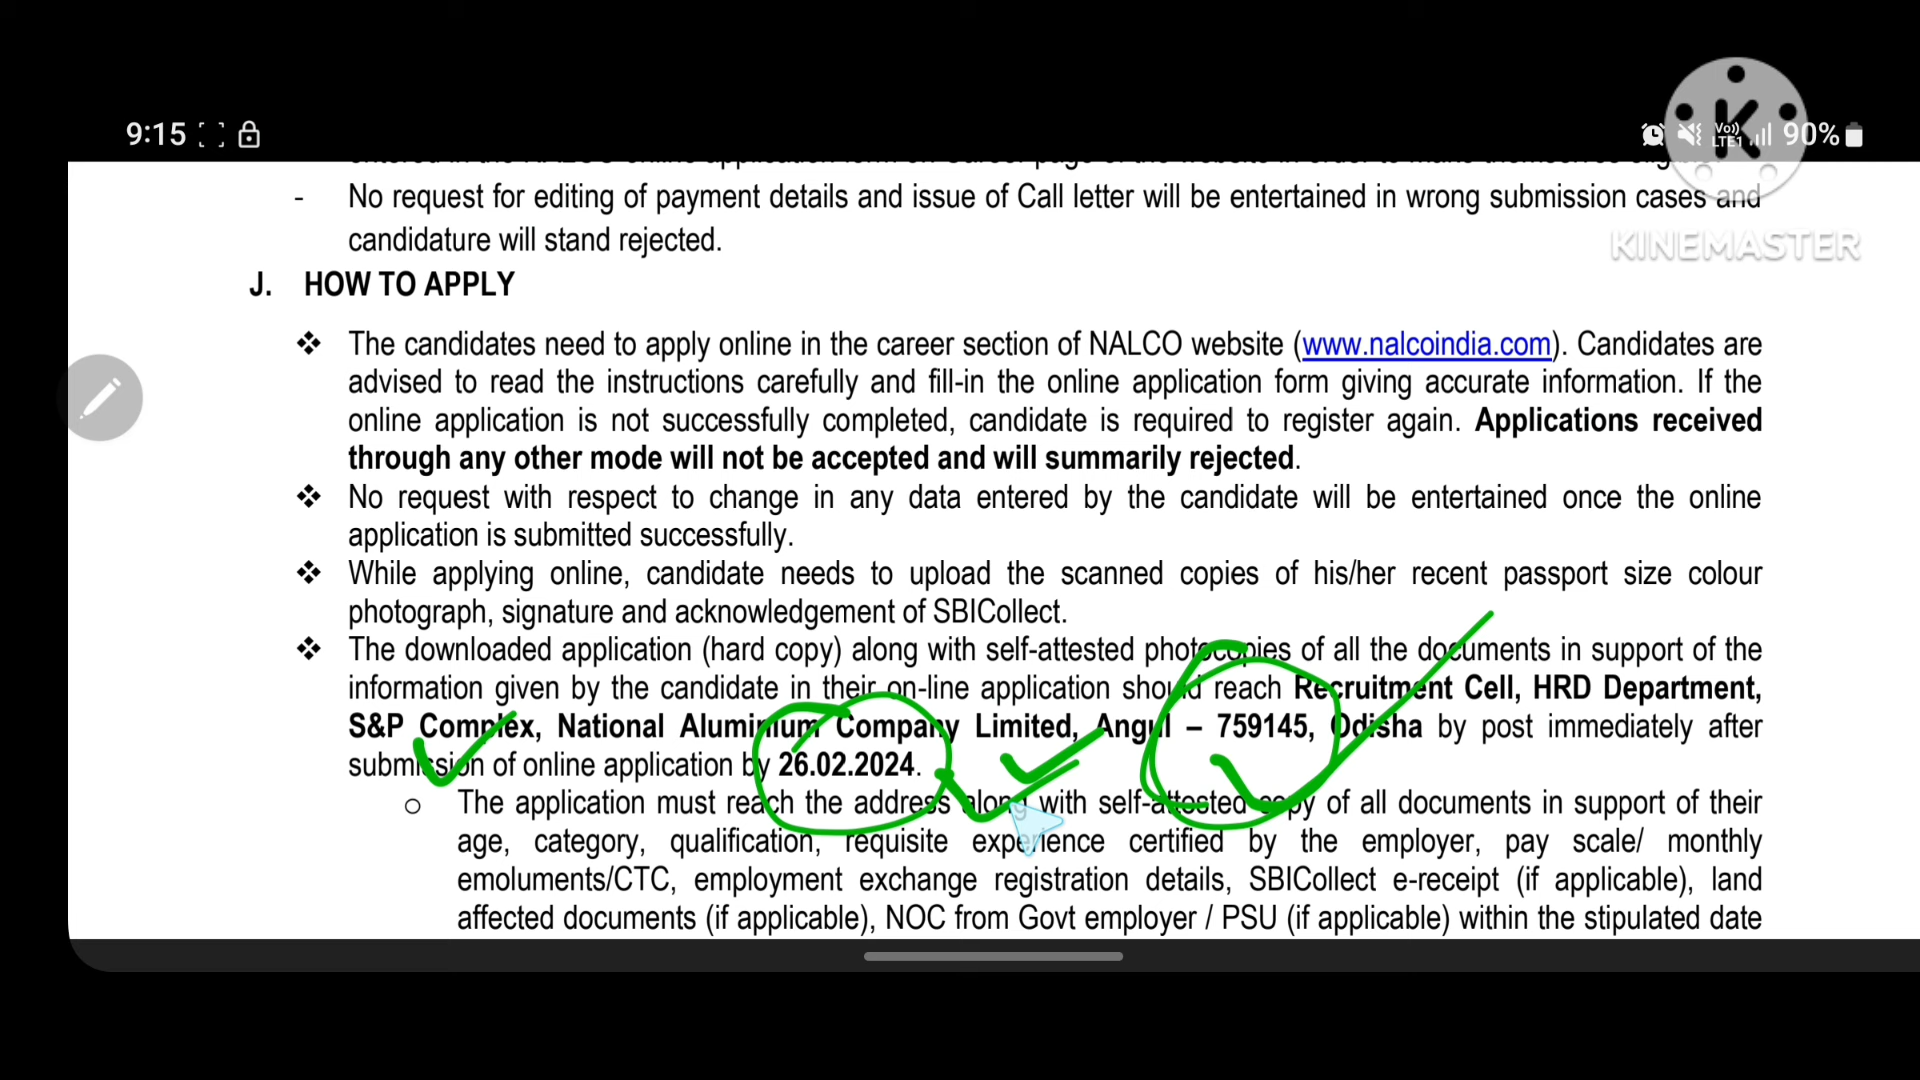 9:15
90%
KINEMASTER
- No request for editing of payment details and issue of Call letter will be entertained in wrong submission cases and
candidature will stand rejected.
J. HOW TO APPLY
❖ The candidates need to apply online in the career section of NALCO website (www.nalcoindia.com). Candidates are
advised to read the instructions carefully and fill-in the online application form giving accurate information. If the
online application is not successfully completed, candidate is required to register again. Applications received
through any other mode will not be accepted and will summarily rejected.
❖ No request with respect to change in any data entered by the candidate will be entertained once the online
application is submitted successfully.
❖ While applying online, candidate needs to upload the scanned copies of his/her recent passport size colour
photograph, signature and acknowledgement of SBICollect.
❖ The downloaded application (hard copy) along with self-attested photocopies of all the documents in support of the
information given by the candidate in their on-line application should reach Recruitment Cell, HRD Department,
S&P Complex, National Aluminium Company Limited, Angul – 759145, Odisha by post immediately after
submission of online application by 26.02.2024.
o The application must reach the address along with self-attested copy of all documents in support of their
age, category, qualification, requisite experience certified by the employer, pay scale/ monthly
emoluments/CTC, employment exchange registration details, SBICollect e-receipt (if applicable), land
affected documents (if applicable), NOC from Govt employer / PSU (if applicable) within the stipulated date